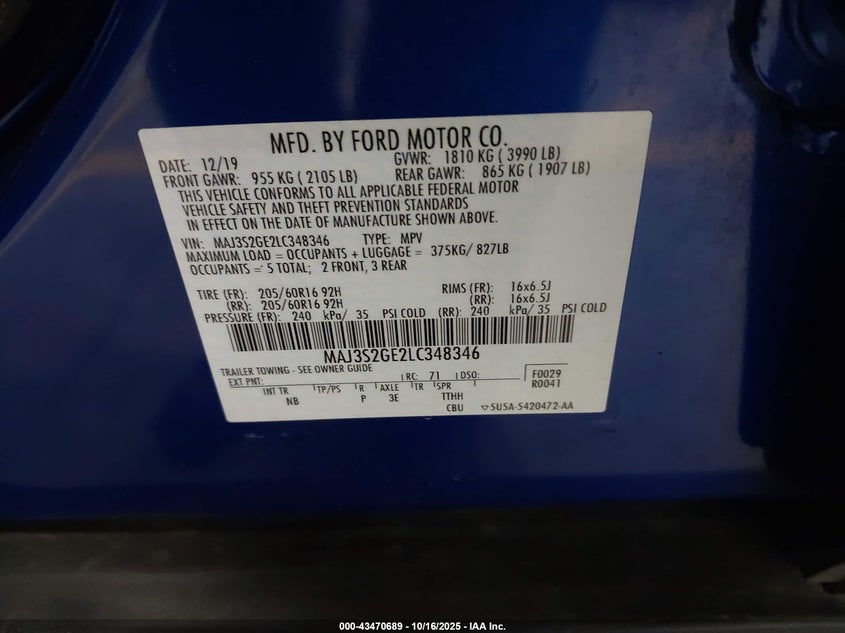 MFD. BY FORD MOTOR CO.
DATE: 12/19 GVWR: 1810 KG ( 3990 LB)
FRONT GAWR: 955 KG ( 2105 LB) REAR GAWR: 865 KG ( 1907 LB)
THIS VEHICLE CONFORMS TO ALL APPLICABLE FEDERAL MOTOR
VEHICLE SAFETY AND THEFT PREVENTION STANDARDS
IN EFFECT ON THE DATE OF MANUFACTURE SHOWN ABOVE.
VIN: MAJ3S2GE2LC348346 TYPE: MPV
MAXIMUM LOAD = OCCUPANTS + LUGGAGE = 375KG/ 827LB
OCCUPANTS = 5 TOTAL; 2 FRONT, 3 REAR
TIRE (FR): 205/60R16 92H RIMS (FR): 16x6.5J
(RR): 205/60R16 92H (RR): 16x6.5J
PRESSURE (FR): 240 kPa/ 35 PSI COLD (RR): 240 kPa/ 35 PSI COLD
MAJ3S2GE2LC348346
TRAILER TOWING - SEE OWNER GUIDE
EXT PNT: RC: 71 DSO: F0029
INT TR TP/PS R AXLE TR SPR R0041
NB P 3E TTHH
CBU 5U5A-5420472-AA
000-43470689 - 10/16/2025 - IAA Inc.